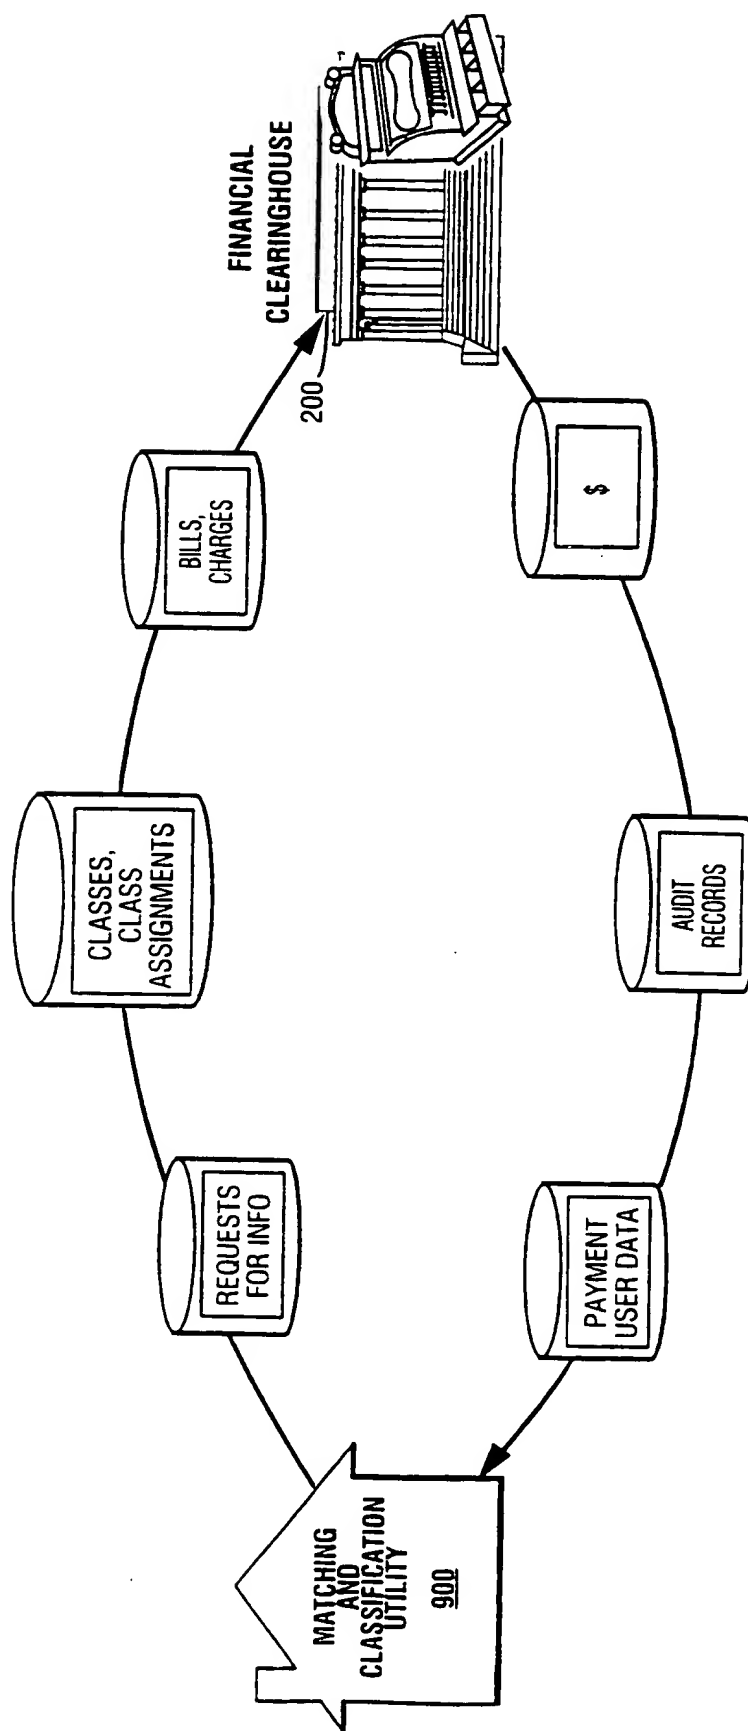 FINANCIAL
CLEARINGHOUSE
200
BILLS,
CHARGES
CLASSES,
CLASS
ASSIGNMENTS
REQUESTS
FOR INFO
MATCHING
AND
CLASSIFICATION
UTILITY
900
$
AUDIT
RECORDS
PAYMENT
USER DATA